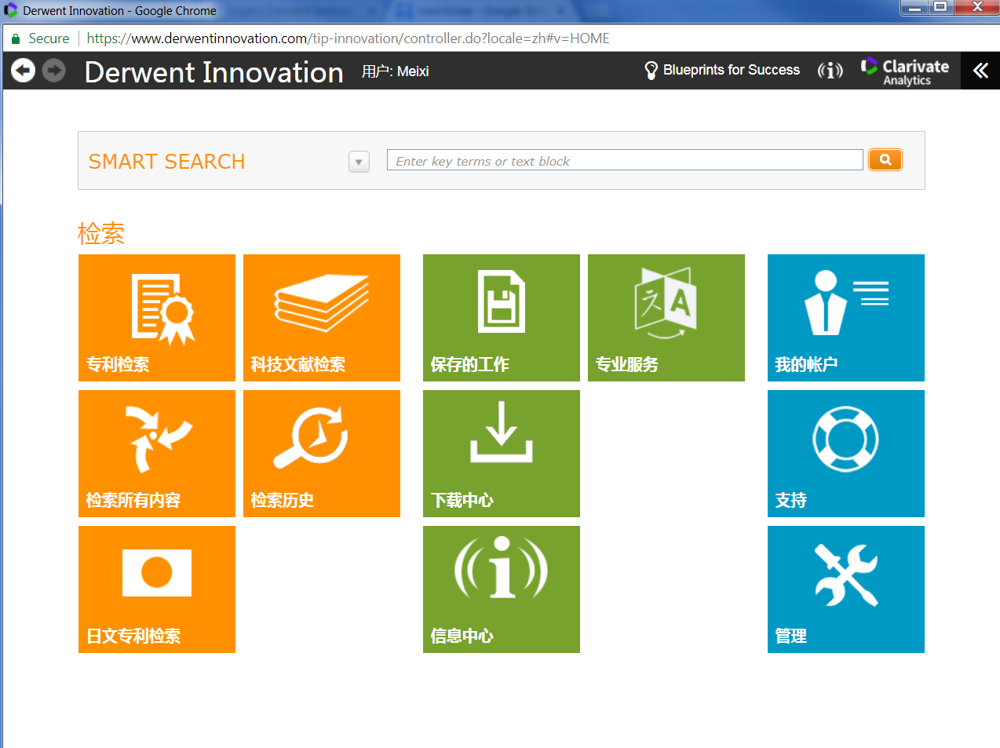 Derwent Innovation - Google Chrome
Secure https://www.derwentinnovation.com/tip-innovation/controller.do?locale=zh#v=HOME
Derwent Innovation 用户: Meixi Blueprints for Success Clarivate
Analytics
SMART SEARCH Enter key terms or text block
检索
专利检索 科技文献检索 保存的工作 专业服务 我的帐户
检索所有内容 检索历史 下载中心 支持
日文专利检索 信息中心 管理